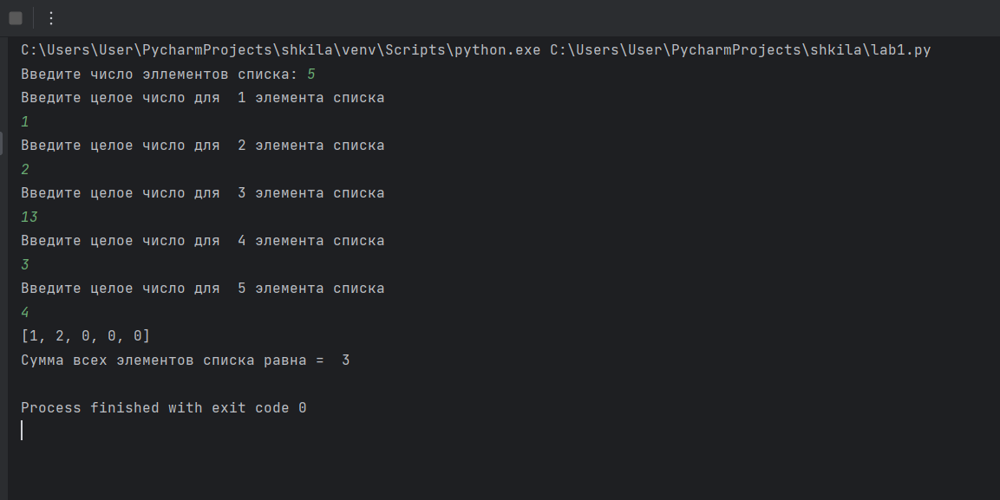 C:\Users\User\PycharmProjects\shkila\venv\Scripts\python.exe C:\Users\User\PycharmProjects\shkila\lab1.py
Введите число эллементов списка: 5
Введите целое число для  1 элемента списка
1
Введите целое число для  2 элемента списка
2
Введите целое число для  3 элемента списка
13
Введите целое число для  4 элемента списка
3
Введите целое число для  5 элемента списка
4
[1, 2, 0, 0, 0]
Сумма всех элементов списка равна =  3
Process finished with exit code 0